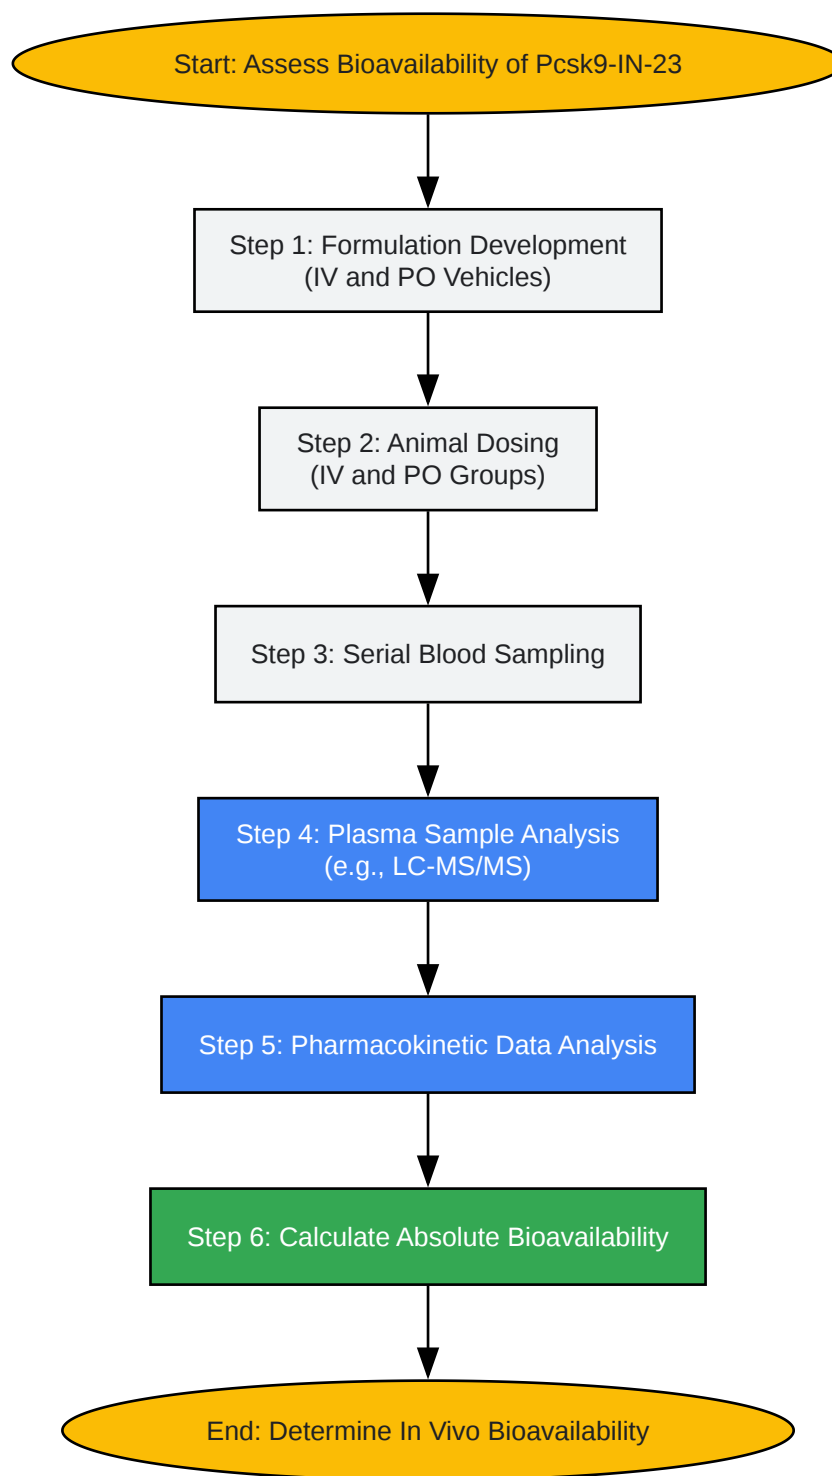 Start: Assess Bioavailability of Pcsk9-IN-23
Step 1: Formulation Development
(IV and PO Vehicles)
Step 2: Animal Dosing
(IV and PO Groups)
Step 3: Serial Blood Sampling
Step 4: Plasma Sample Analysis
(e.g., LC-MS/MS)
Step 5: Pharmacokinetic Data Analysis
Step 6: Calculate Absolute Bioavailability
End: Determine In Vivo Bioavailability